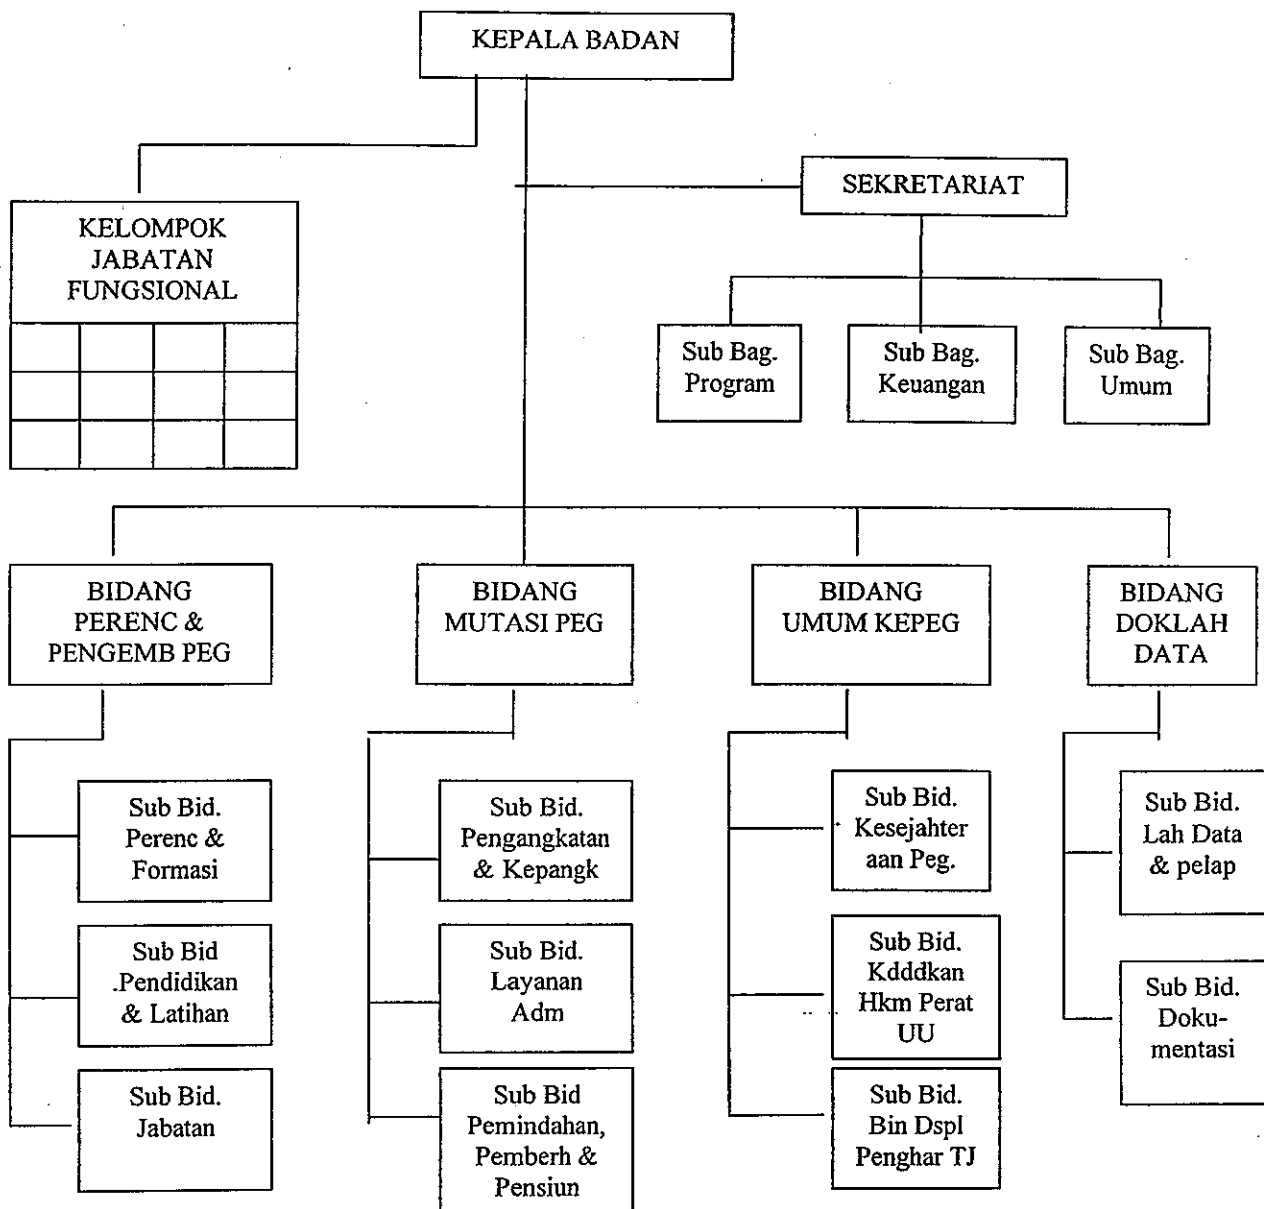 KEPALA BADAN
SEKRETARIAT
KELOMPOK
JABATAN
FUNGSIONAL
Sub Bag.
Program
Sub Bag.
Keuangan
Sub Bag.
Umum
BIDANG
PERENC &
PENGEMB PEG
BIDANG
MUTASI PEG
BIDANG
UMUM KEPEG
BIDANG
DOKLAH
DATA
Sub Bid.
Perenc &
Formasi
Sub Bid
.Pendidikan
& Latihan
Sub Bid.
Jabatan
Sub Bid.
Pengangkatan
& Kepangk
Sub Bid.
Layanan
Adm
Sub Bid
Pemindahan,
Pemberh &
Pensiun
Sub Bid.
Kesejahter
aan Peg.
Sub Bid.
Kdddkan
Hkm Perat
UU
Sub Bid.
Bin Dspl
Penghar TJ
Sub Bid.
Lah Data
& pelap
Sub Bid.
Doku-
mentasi